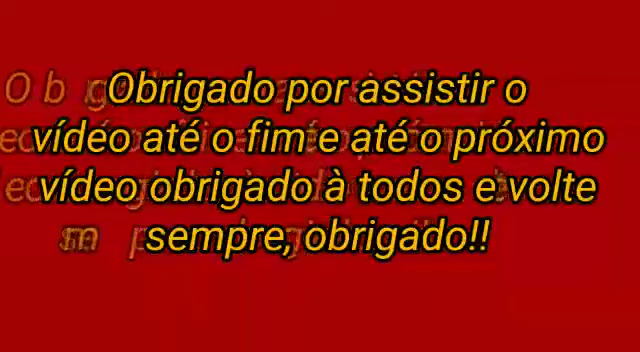 Obrigado por assistir o
vídeo até o fim e até o próximo
vídeo obrigado à todos e volte
sempre, obrigado!!